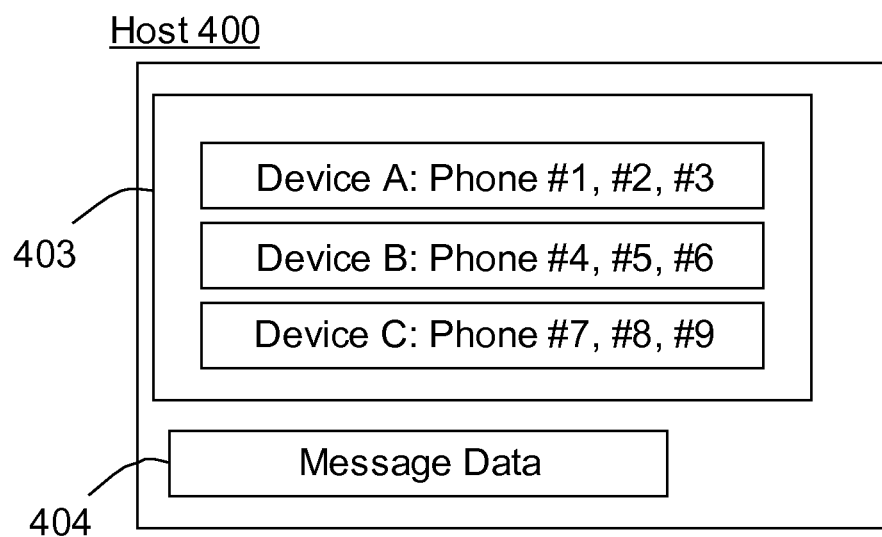 Host 400
Device A: Phone #1, #2, #3
Device B: Phone #4, #5, #6
403
Device C: Phone #7, #8, #9
Message Data
404